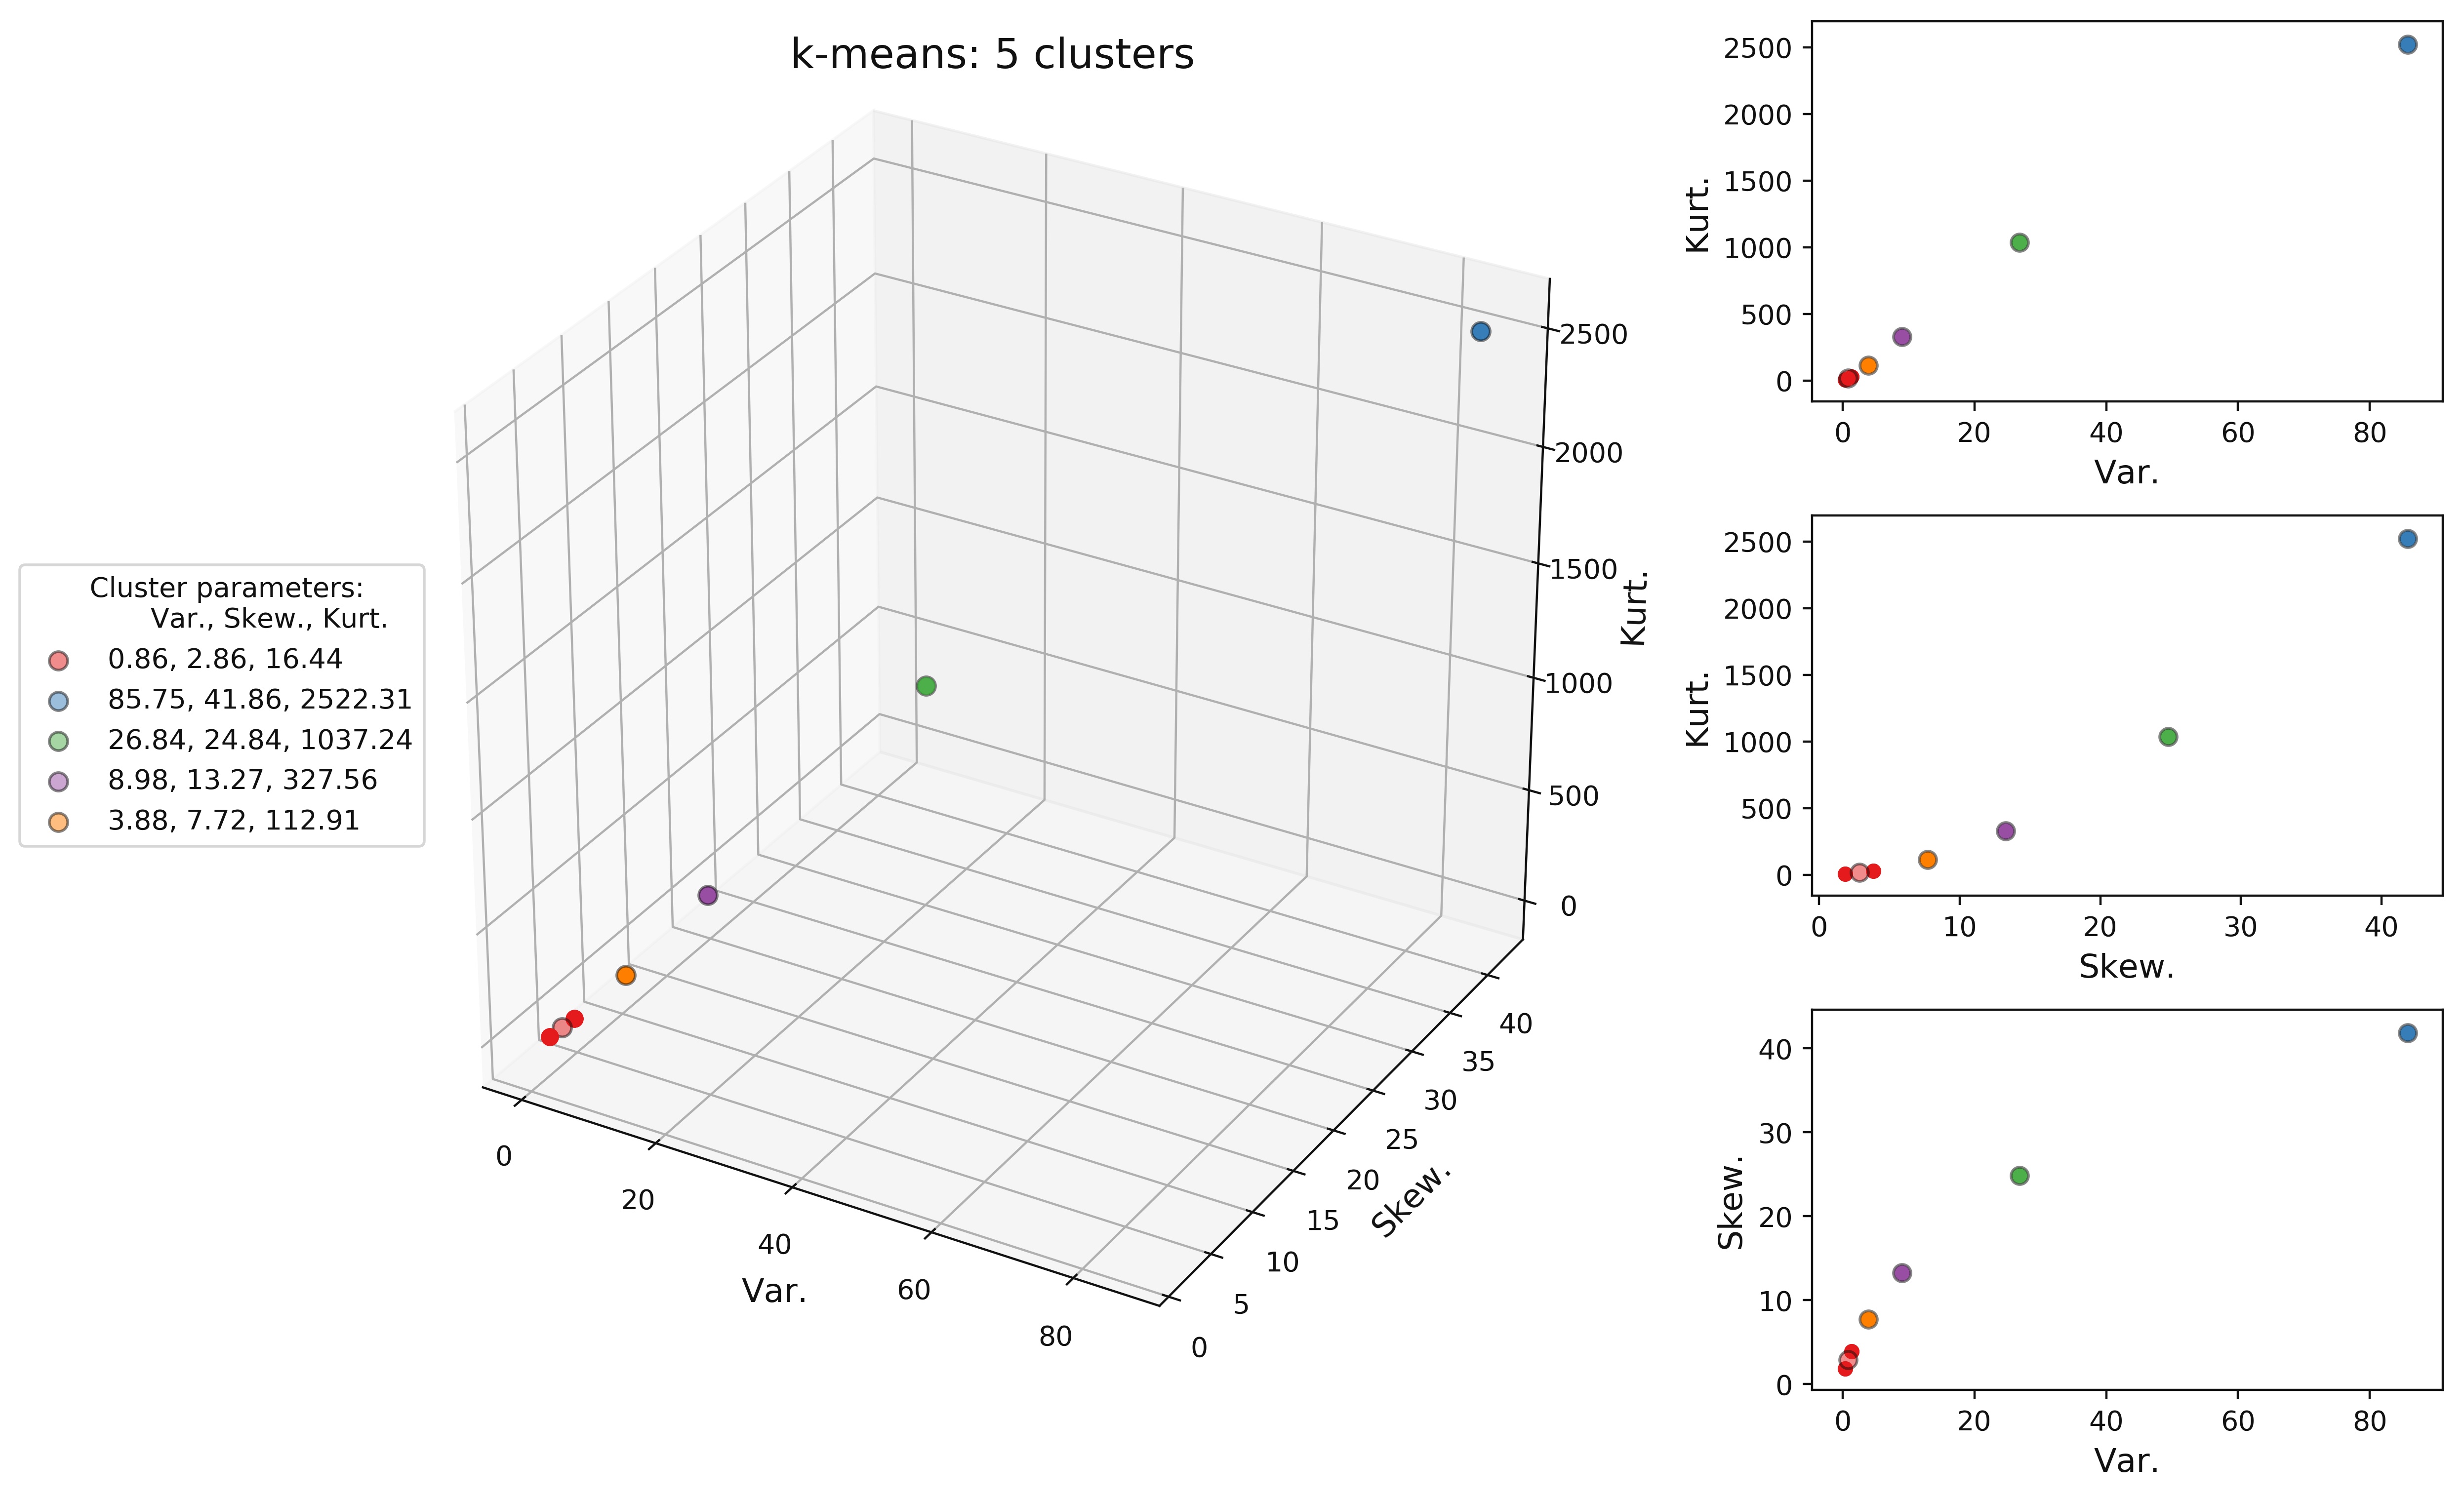 k-means: 5 clusters
Cluster parameters:
Var., Skew., Kurt.
0.86, 2.86, 16.44
85.75, 41.86, 2522.31
26.84, 24.84, 1037.24
8.98, 13.27, 327.56
3.88, 7.72, 112.91
0
20
40
60
80
Var.
0
5
10
15
20
25
30
35
40
Skew.
2500
2000
1500
1000
500
0
Kurt.
2500
2000
1500
1000
500
0
Kurt.
0 20 40 60 80
Var.
2500
2000
1500
1000
500
0
Kurt.
0 10 20 30 40
Skew.
40
30
20
10
0
Skew.
0 20 40 60 80
Var.